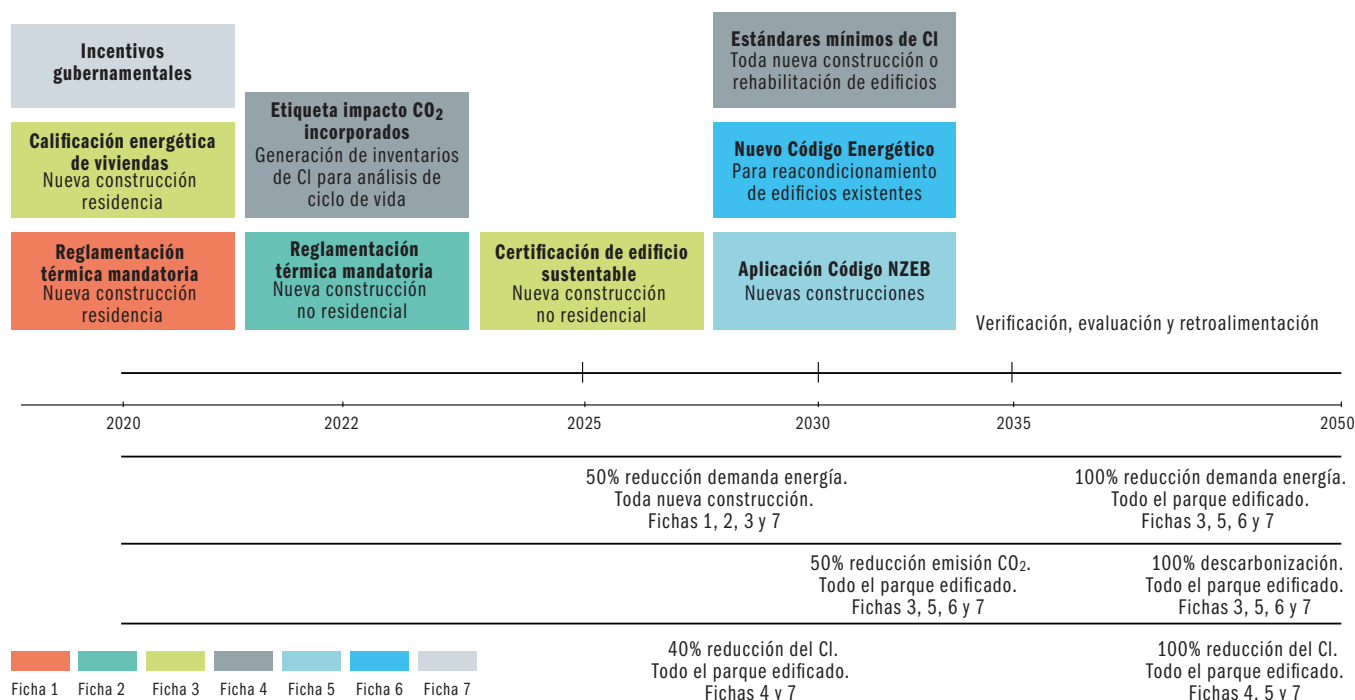 Incentivos
gubernamentales
Calificación energética
de viviendas
Nueva construcción
residencia
Reglamentación
térmica mandatoria
Nueva construcción
residencia
Etiqueta impacto CO₂
incorporados
Generación de inventarios
de CI para análisis de
ciclo de vida
Reglamentación
térmica mandatoria
Nueva construcción
no residencial
Certificación de edificio
sustentable
Nueva construcción
no residencial
Estándares mínimos de CI
Toda nueva construcción o
rehabilitación de edificios
Nuevo Código Energético
Para reacondicionamiento
de edificios existentes
Aplicación Código NZEB
Nuevas construcciones
Verificación, evaluación y retroalimentación
2020 2022 2025 2030 2035 2050
50% reducción demanda energía.
Toda nueva construcción.
Fichas 1, 2, 3 y 7
100% reducción demanda energía.
Todo el parque edificado.
Fichas 3, 5, 6 y 7
50% reducción emisión CO₂.
Todo el parque edificado.
Fichas 3, 5, 6 y 7
100% descarbonización.
Todo el parque edificado.
Fichas 3, 5, 6 y 7
40% reducción del CI.
Todo el parque edificado.
Fichas 4 y 7
100% reducción del CI.
Todo el parque edificado.
Fichas 4, 5 y 7
Ficha 1 Ficha 2 Ficha 3 Ficha 4 Ficha 5 Ficha 6 Ficha 7